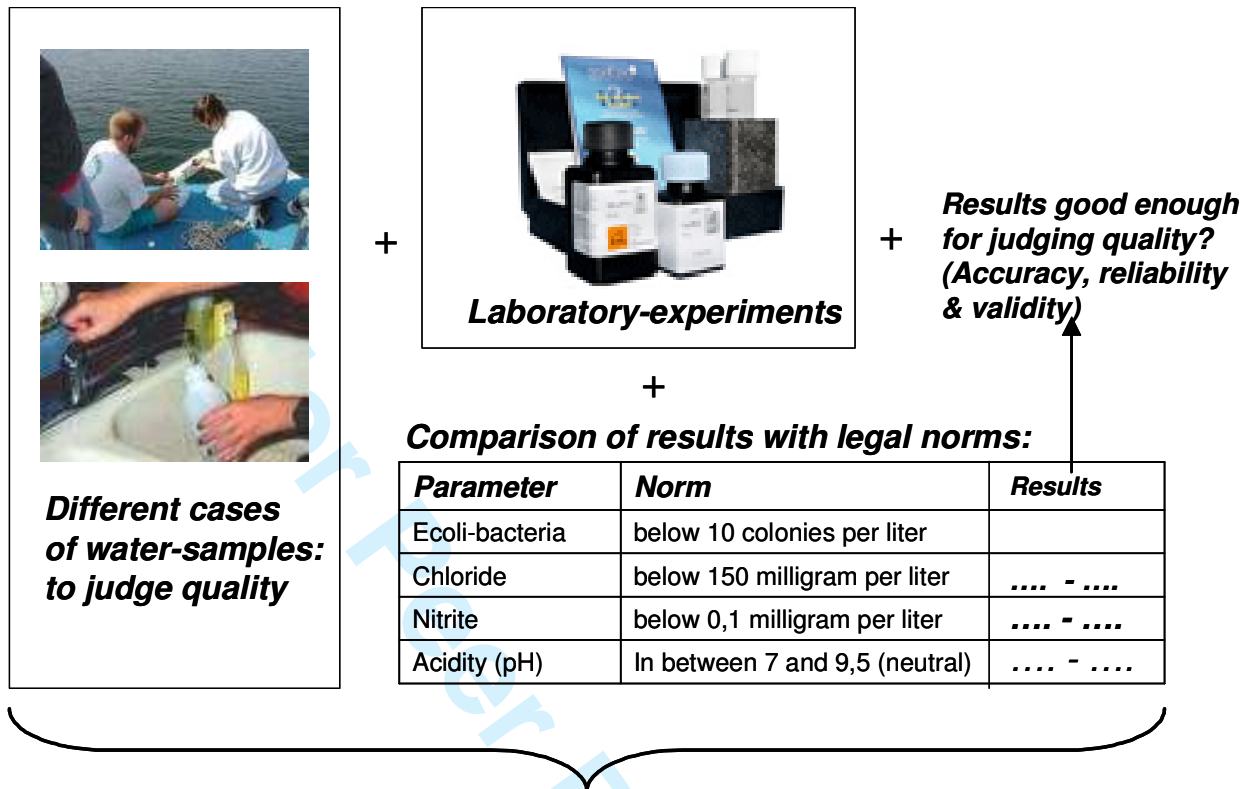 Different cases
of water-samples:
to judge quality
+
Laboratory-experiments
+
Results good enough
for judging quality?
(Accuracy, reliability
& validity)
+
Comparison of results with legal norms:
Parameter Norm Results
Ecoli-bacteria below 10 colonies per liter
Chloride below 150 milligram per liter .... - ....
Nitrite below 0,1 milligram per liter .... - ....
Acidity (pH) In between 7 and 9,5 (neutral) .... - ....